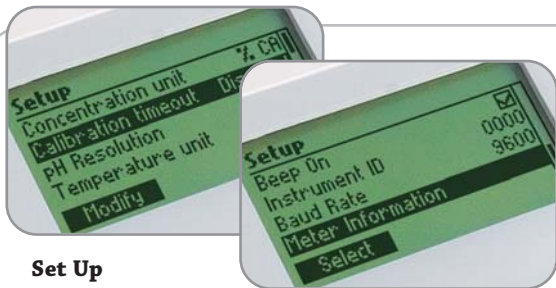 Setup
Concentration unit % CA
Calibration timeout
pH Resolution
Temperature unit
Modify
Setup
Beep On
Instrument ID 0000
Baud Rate 9600
Meter Information
Select
Set Up